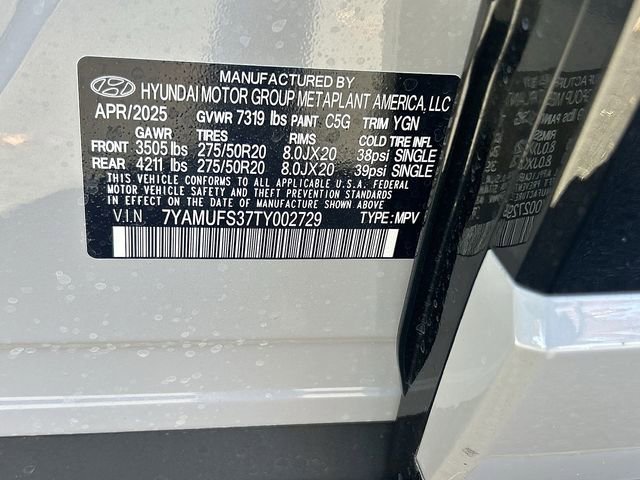 MANUFACTURED BY
HYUNDAI MOTOR GROUP METAPLANT AMERICA, LLC
APR/2025 GVWR 7319 lbs PAINT C5G TRIM YGN
GAWR TIRES RIMS COLD TIRE INFL
FRONT 3505 lbs 275/50R20 8.0JX20 38psi SINGLE
REAR 4211 lbs 275/50R20 8.0JX20 39psi SINGLE
THIS VEHICLE CONFORMS TO ALL APPLICABLE U.S.A. FEDERAL
MOTOR VEHICLE SAFETY AND THEFT PREVENTION STANDARDS
IN EFFECT ON THE DATE OF MANUFACTURE SHOWN ABOVE.
V.I.N 7YAMUFS37TY002729 TYPE: MPV